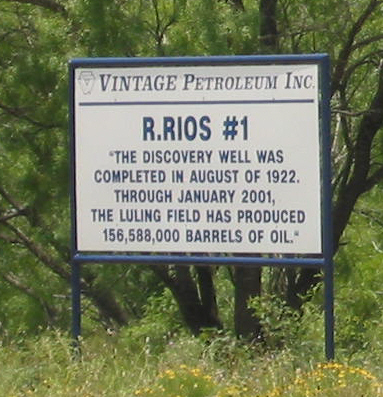 VINTAGE PETROLEUM INC.
R.RIOS #1
"THE DISCOVERY WELL WAS
COMPLETED IN AUGUST OF 1922.
THROUGH JANUARY 2001,
THE LULING FIELD HAS PRODUCED
156,588,000 BARRELS OF OIL."